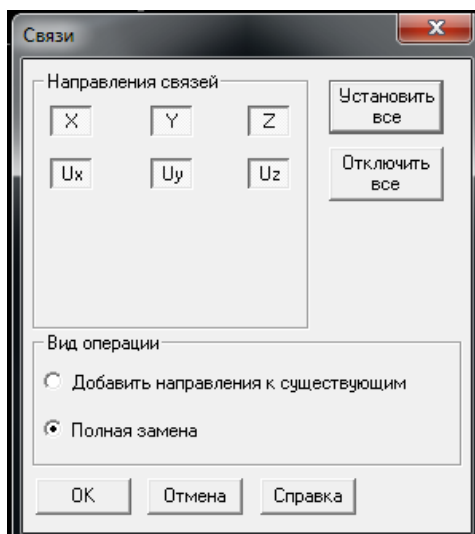 Связи
Направления связей
X Y Z
Ux Uy Uz
Установить
все
Отключить
все
Вид операции
Добавить направления к существующим
Полная замена
OK Отмена Справка